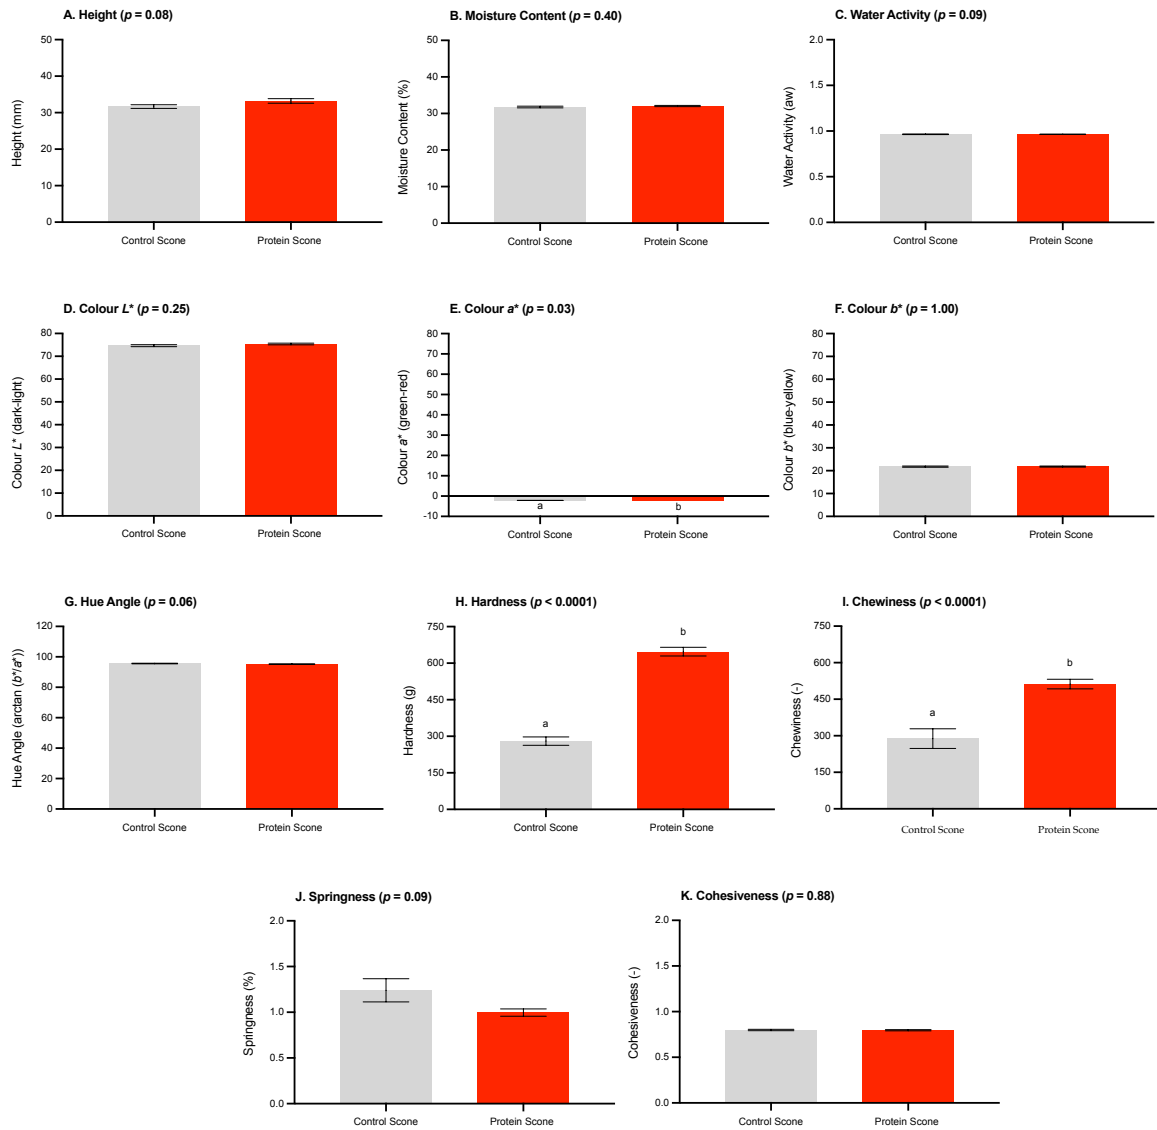 A. Height (p = 0.08)
50
40
30
20
10
0
Height (mm)
Control Scone
Protein Scone
B. Moisture Content (p = 0.40)
50
40
30
20
10
0
Moisture Content (%)
Control Scone
Protein Scone
C. Water Activity (p = 0.09)
2.0
1.5
1.0
0.5
0.0
Water Activity (aw)
Control Scone
Protein Scone
D. Colour L* (p = 0.25)
80
70
60
50
40
30
20
10
0
Colour L* (dark-light)
Control Scone
Protein Scone
E. Colour a* (p = 0.03)
80
70
60
50
40
30
20
10
0
-10
Colour a* (green-red)
a
b
Control Scone
Protein Scone
F. Colour b* (p = 1.00)
80
70
60
50
40
30
20
10
0
Colour b* (blue-yellow)
Control Scone
Protein Scone
G. Hue Angle (p = 0.06)
120
100
80
60
40
20
0
Hue Angle (arctan (b*/a*))
Control Scone
Protein Scone
H. Hardness (p < 0.0001)
750
600
450
300
150
0
Hardness (g)
a
b
Control Scone
Protein Scone
I. Chewiness (p < 0.0001)
750
600
450
300
150
0
Chewiness (-)
a
b
Control Scone
Protein Scone
J. Springness (p = 0.09)
2.0
1.5
1.0
0.5
0.0
Springness (%)
Control Scone
Protein Scone
K. Cohesiveness (p = 0.88)
2.0
1.5
1.0
0.5
0.0
Cohesiveness (-)
Control Scone
Protein Scone